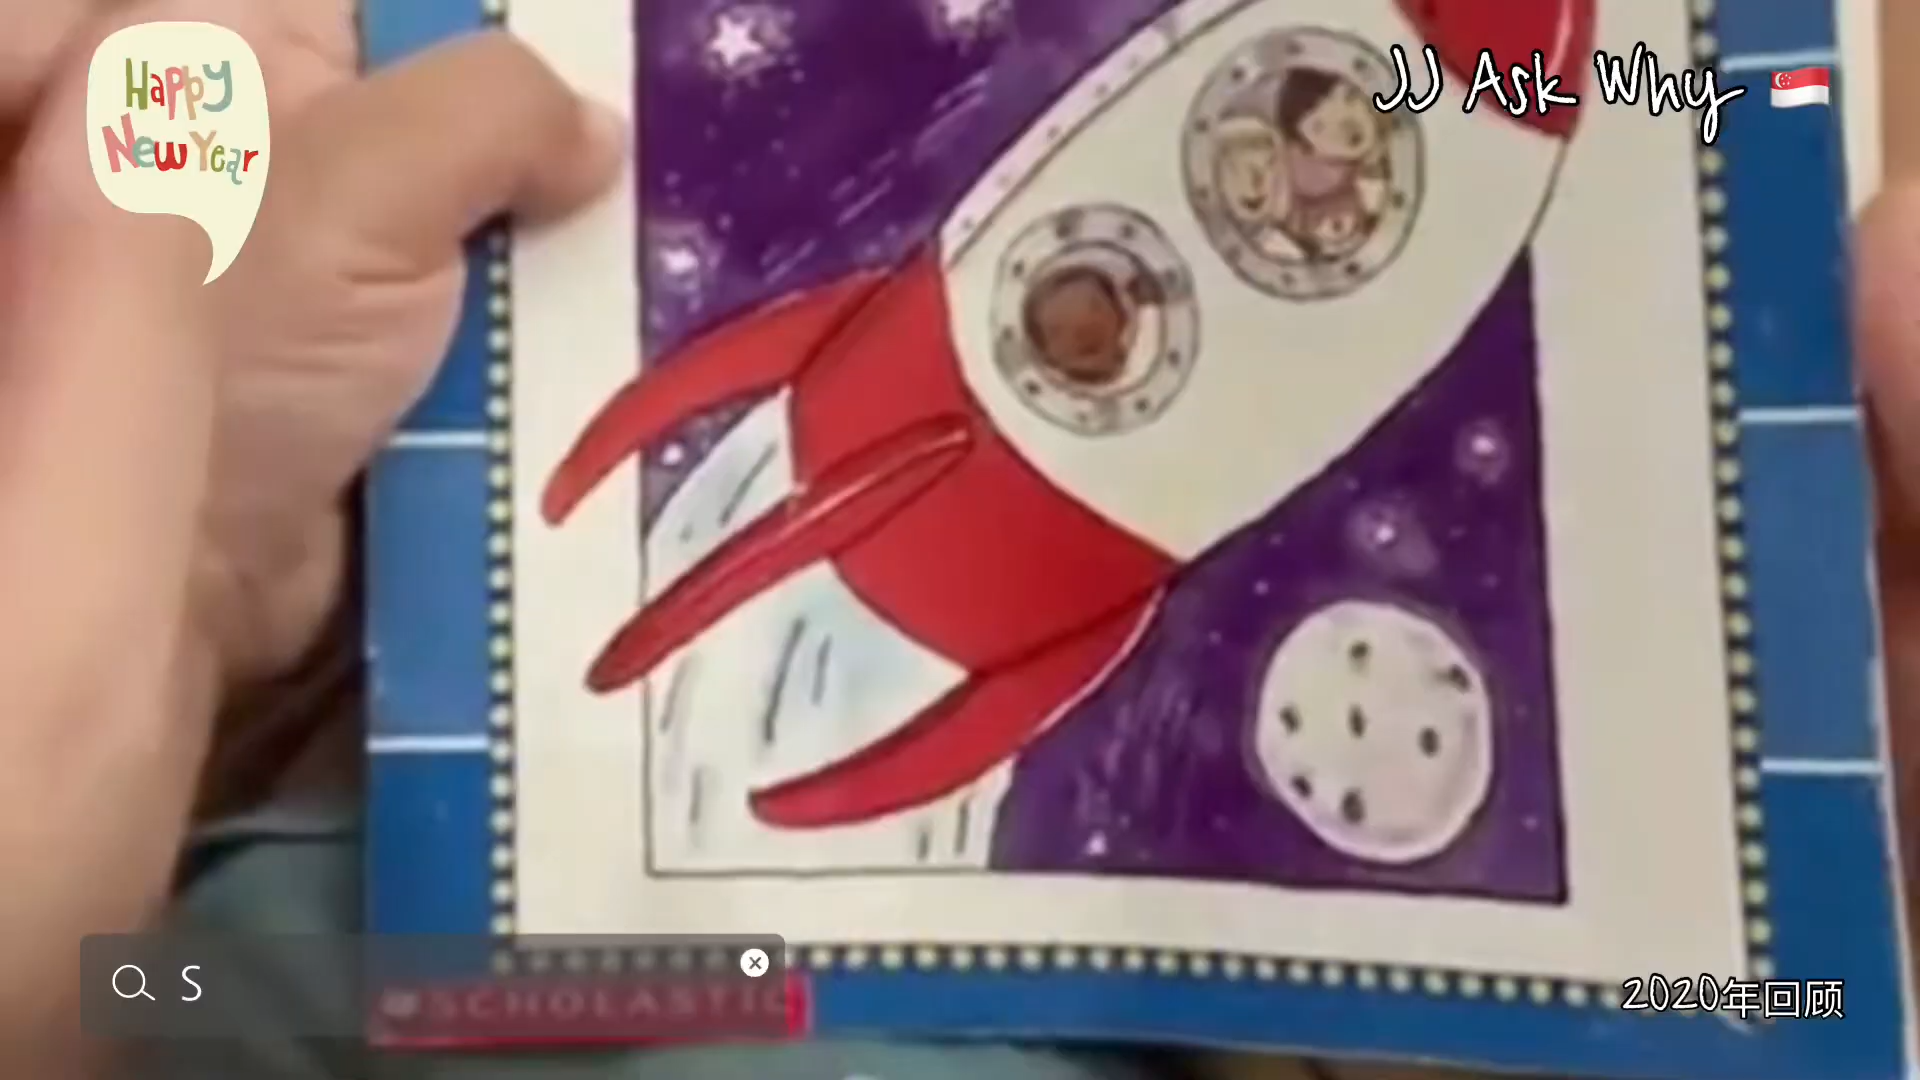 Happy
New Year
JJ Ask Why
S
SCHOLASTIC
2020年回顾